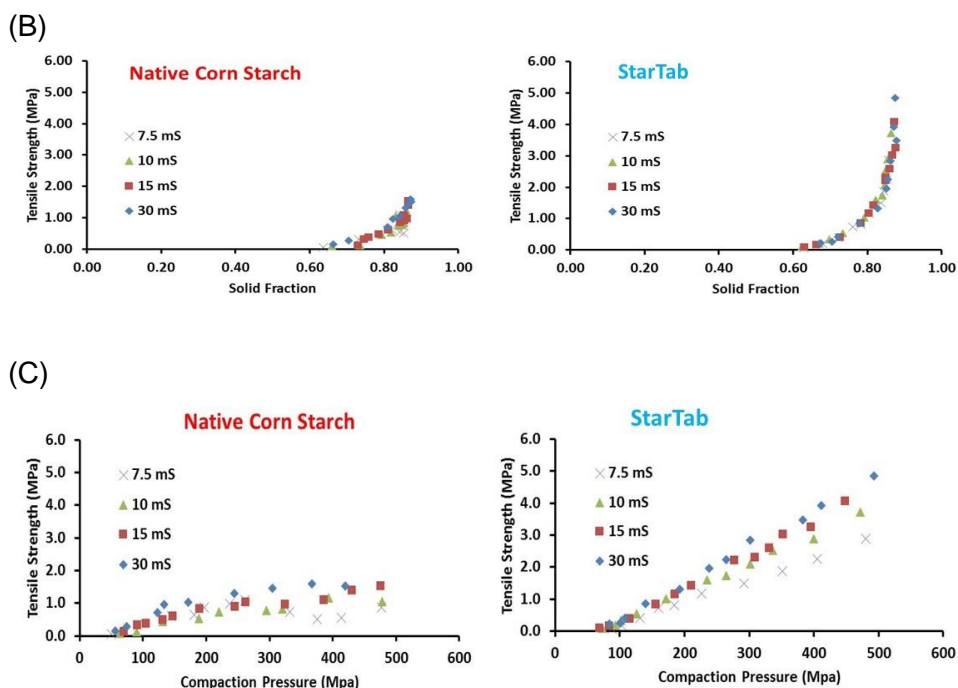 (B)
Native Corn Starch
StarTab
Tensile Strength (MPa)
6.00
5.00
4.00
3.00
2.00
1.00
0.00
7.5 mS
10 mS
15 mS
30 mS
0.00 0.20 0.40 0.60 0.80 1.00
Solid Fraction
Tensile Strength (MPa)
6.00
5.00
4.00
3.00
2.00
1.00
0.00
7.5 mS
10 mS
15 mS
30 mS
0.00 0.20 0.40 0.60 0.80 1.00
Solid Fraction
(C)
Native Corn Starch
StarTab
Tensile Strength (MPa)
6.0
5.0
4.0
3.0
2.0
1.0
0.0
7.5 mS
10 mS
15 mS
30 mS
0 100 200 300 400 500 600
Compaction Pressure (Mpa)
Tensile Strength (MPa)
6.0
5.0
4.0
3.0
2.0
1.0
0.0
7.5 mS
10 mS
15 mS
30 mS
0 100 200 300 400 500 600
Compaction Pressure (Mpa)